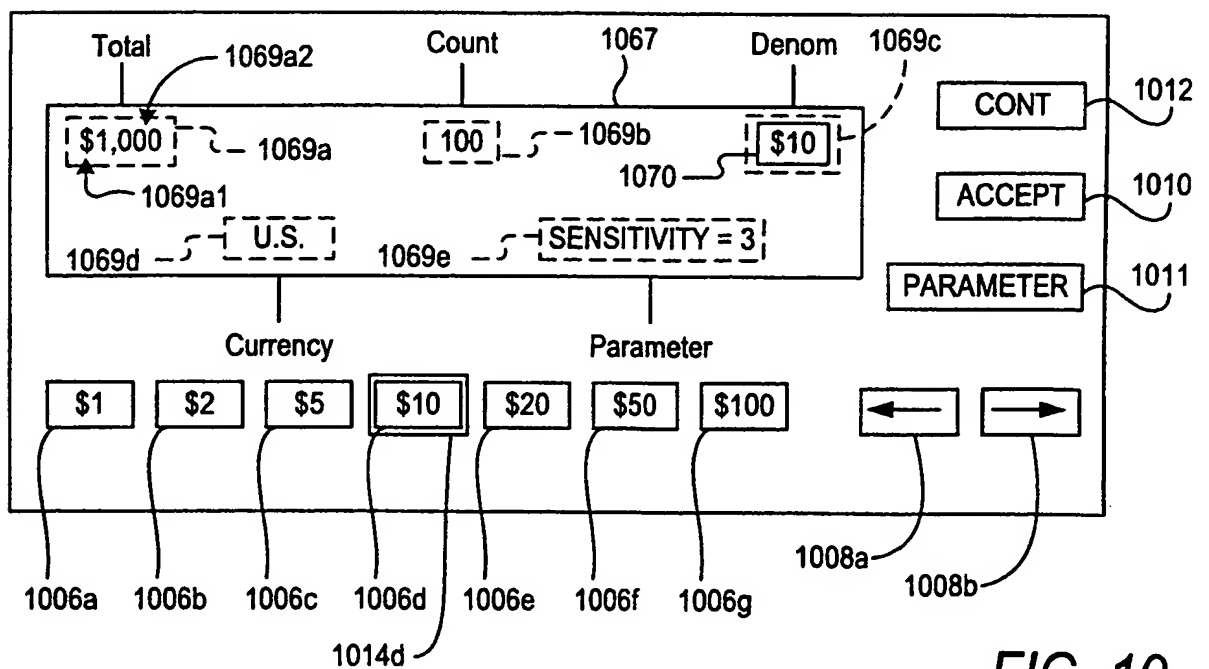 Total Count 1067 Denom 1069c
1069a2
CONT 1012
$1,000 1069a 100 1069b $10
1070
1069a1
ACCEPT 1010
U.S. SENSITIVITY = 3
1069d 1069e
PARAMETER 1011
Currency Parameter
$1 $2 $5 $10 $20 $50 $100
1008a
1008b
1006a 1006b 1006c 1006d 1006e 1006f 1006g
1014d
FIG. 10